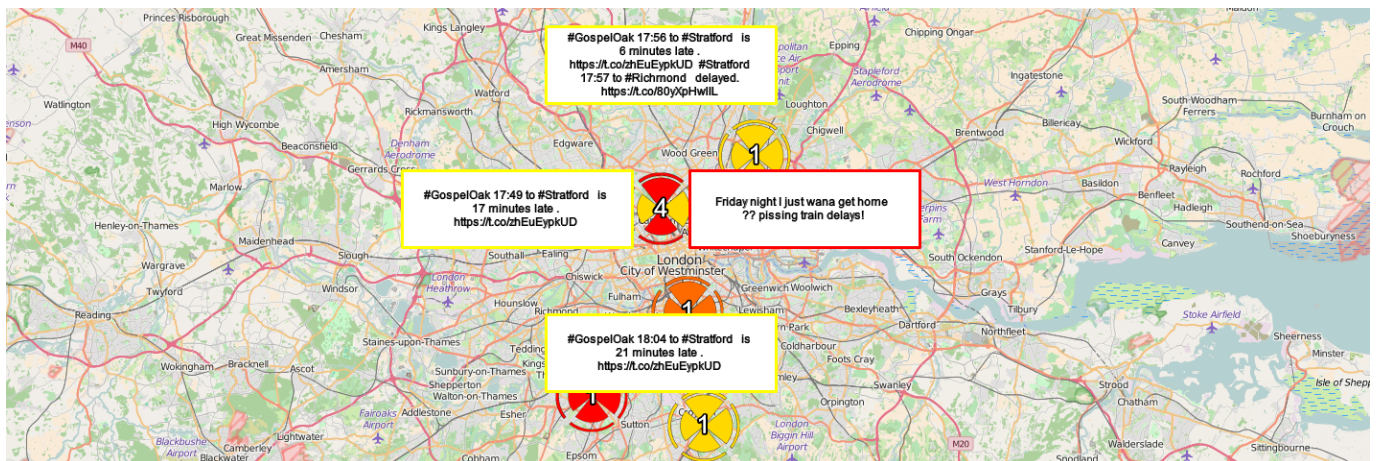 #GospelOak 17:56 to #Stratford is
6 minutes late .
https://t.co/zhEuEypkUD #Stratford
17:57 to #Richmond delayed.
https://t.co/80yXpHwlIL
#GospelOak 17:49 to #Stratford is
17 minutes late .
https://t.co/zhEuEypkUD
Friday night I just wana get home
?? pissing train delays!
#GospelOak 18:04 to #Stratford is
21 minutes late .
https://t.co/zhEuEypkUD
1
4
1
1
1
Princes Risborough
Great Missenden
Chesham
Kings Langley
Epping
Chipping Ongar
M40
Amersham
Watford
Stapleford
Aerodrome
Ingatestone
Watlington
Rickmansworth
Loughton
South Woodham
Ferrers
High Wycombe
Edgware
Chigwell
Brentwood
Billericay
Wickford
Burnham on
Crouch
Beaconsfield
Denham
Aerodrome
Wood Green
Rayleigh
Rochford
Marlow
Gerrards Cross
West Horndon
Basildon
Benfleet
Hadleigh
Southend-on-Sea
Shoeburyness
Henley-on-Thames
Maidenhead
Slough
Southall
Ealing
London
City of Westminster
South Ockendon
Stanford-Le-Hope
Canvey
Wargrave
Twyford
Windsor
London
Heathrow
Chiswick
Fulham
Greenwich
Woolwich
Grays
Tilbury
Reading
Hounslow
Richmond
Lewisham
Bexleyheath
Dartford
Northfleet
Stoke Airfield
Sheerness
Minster
Isle of Shepp
Wokingham
Bracknell
Ascot
Staines-upon-Thames
Sunbury-on-Thames
Shepperton
Walton-on-Thames
Coldharbour
Foots Cray
Swanley
Strood
Chatham
Fairoaks
Airport
Addlestone
Esher
Sutton
Orpington
London
Biggin Hill
Airport
Blackbushe
Airport
Lightwater
Camberley
Blackwater
Cobham
Epsom
M20
Snodland
Walderslade
Sittingbourne